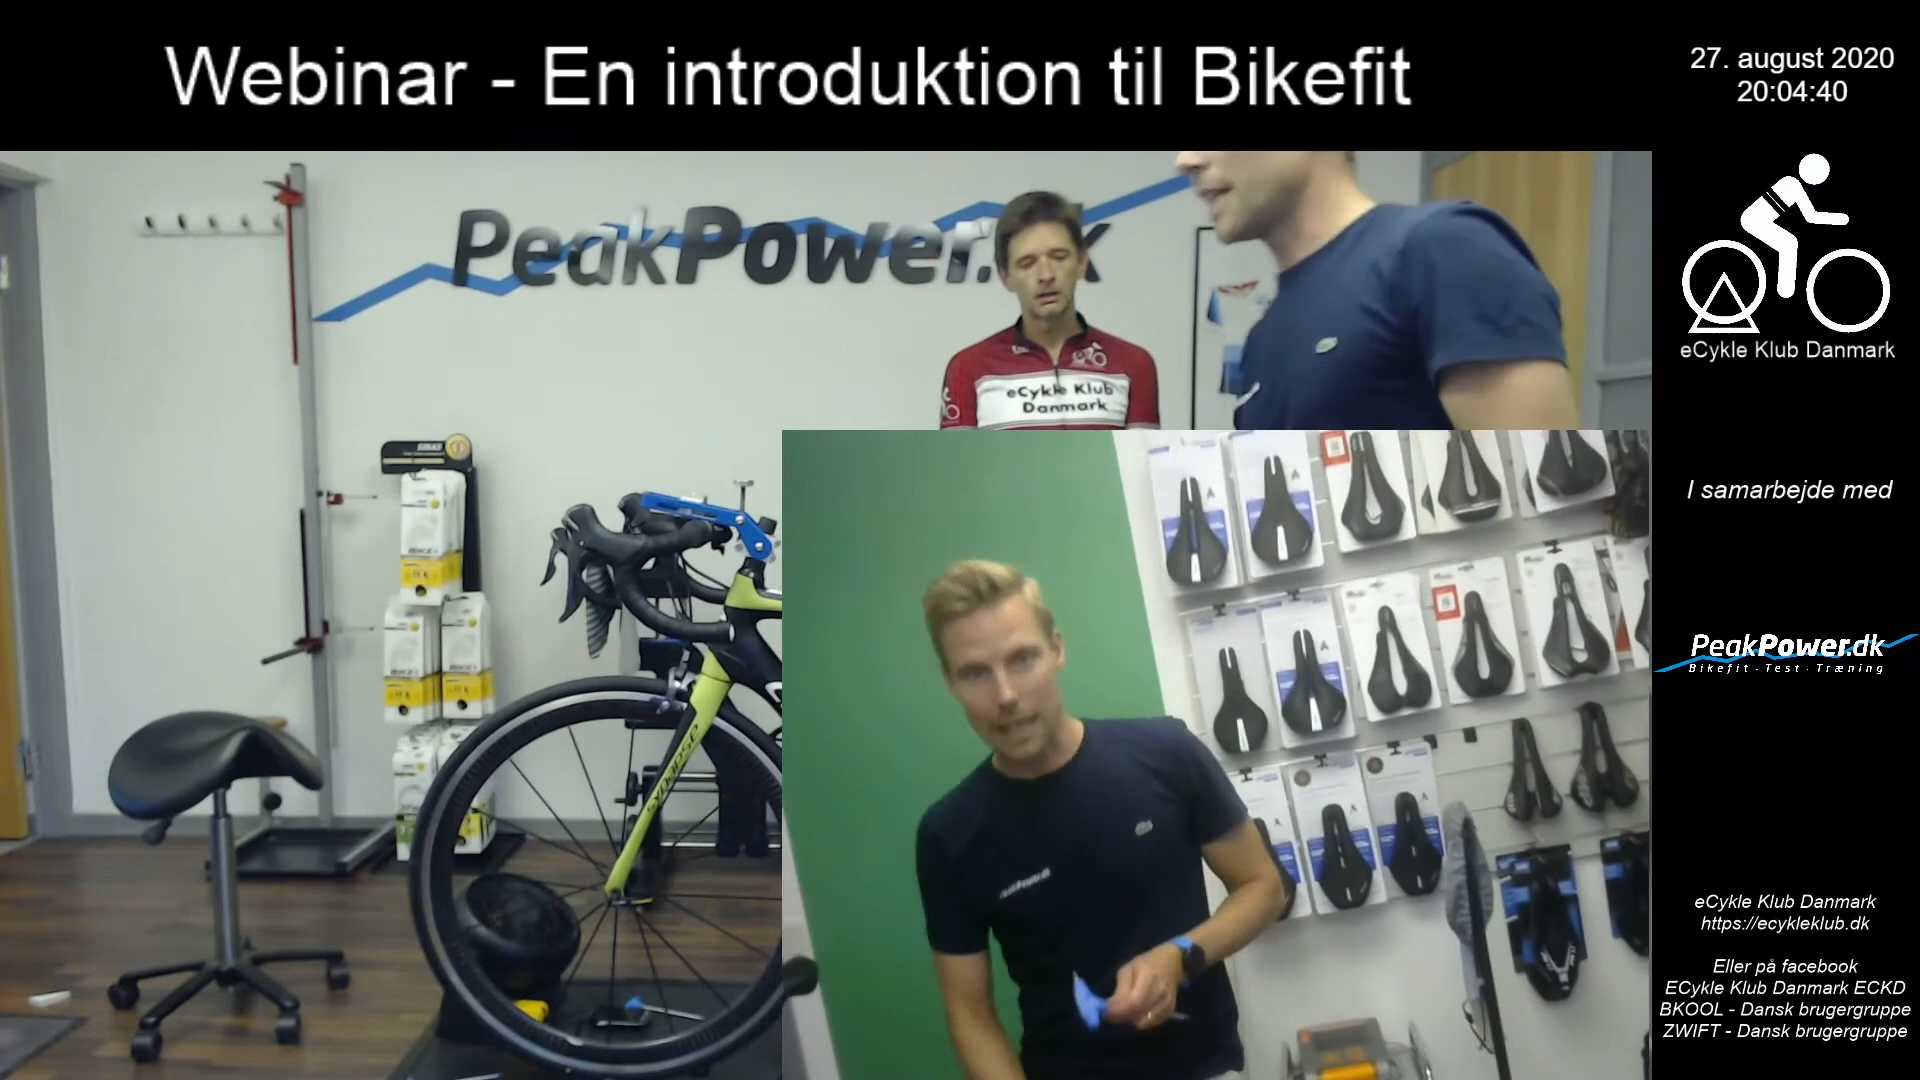 Webinar - En introduktion til Bikefit
27. august 2020
20:04:40
PeakPower.dk
eCykle Klub
Danmark
synapse
eCykle Klub Danmark
I samarbejde med
PeakPower.dk
Bikefit · Test · Træning
eCykle Klub Danmark
https://ecykleklub.dk
Eller på facebook
ECykle Klub Danmark ECKD
BKOOL - Dansk brugergruppe
ZWIFT - Dansk brugergruppe